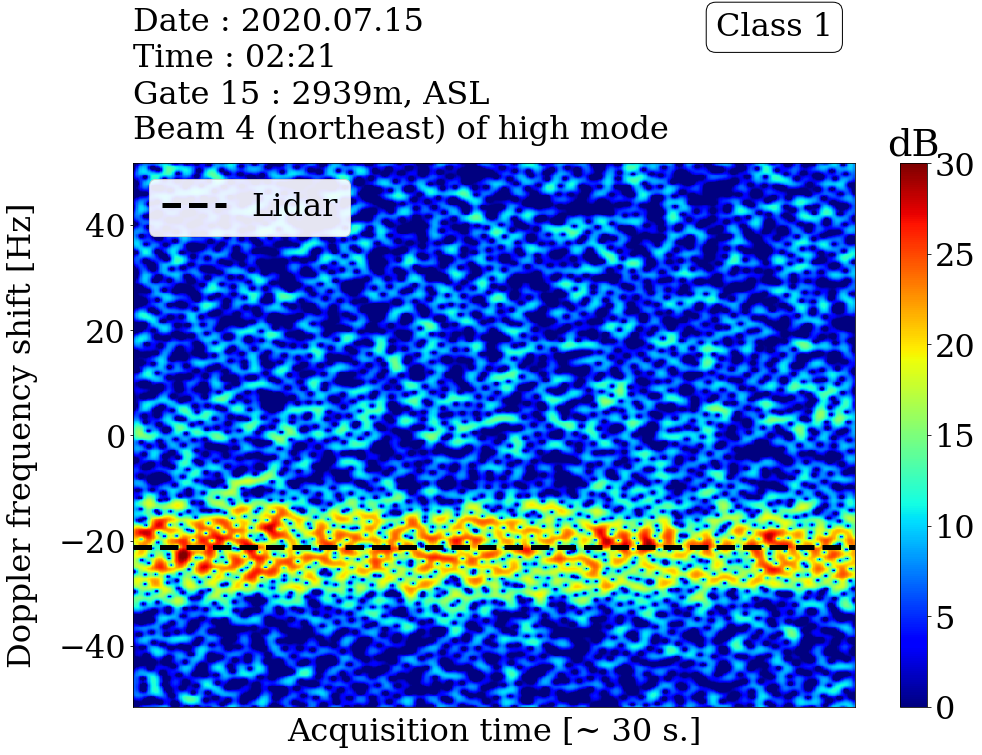 Date : 2020.07.15
Class 1
Time : 02:21
Gate 15 : 2939m, ASL
Beam 4 (northeast) of high mode
dB
Lidar
40
20
0
−20
−40
Doppler frequency shift [Hz]
30
25
20
15
10
5
0
Acquisition time [~ 30 s.]